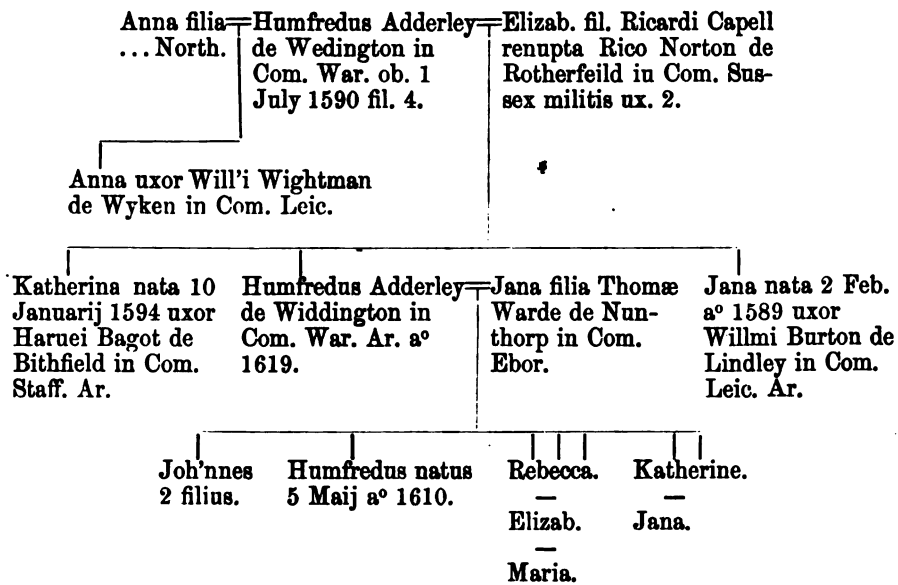 Anna filia
... North.
Humfredus Adderley
de Wedington in
Com. War. ob. 1
July 1590 fil. 4.
Elizab. fil. Ricardi Capell
renupta Rico Norton de
Rotherfeild in Com. Sus-
sex militis ux. 2.
Anna uxor Will'i Wightman
de Wyken in Com. Leic.
Katherina nata 10
Januarij 1594 uxor
Haruei Bagot de
Bithfield in Com.
Staff. Ar.
Humfredus Adderley
de Widdington in
Com. War. Ar. aº
1619.
Jana filia Thomæ
Warde de Nun-
thorp in Com.
Ebor.
Jana nata 2 Feb.
aº 1589 uxor
Willmi Burton de
Lindley in Com.
Leic. Ar.
Joh'nnes
2 filius.
Humfredus natus
5 Maij aº 1610.
Rebecca.
—
Elizab.
—
Maria.
Katherine.
—
Jana.